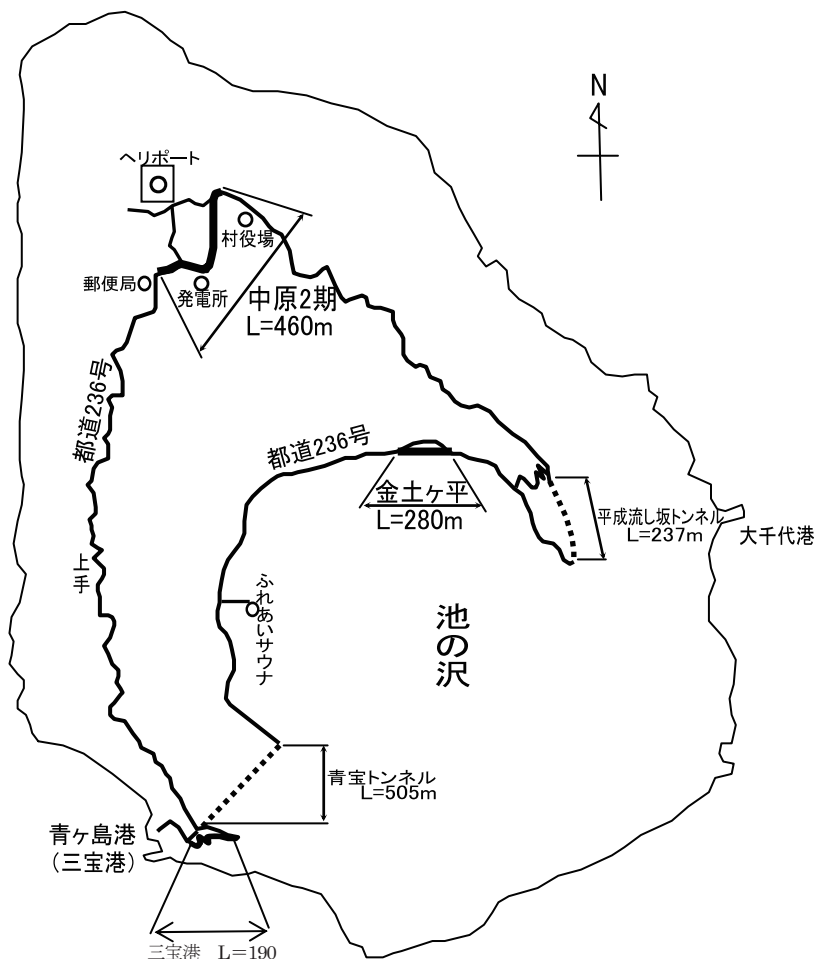 N
ヘリポート
村役場
郵便局
発電所
中原2期
L=460m
都道236号
都道236号
金土ヶ平
L=280m
平成流し坂トンネル
L=237m
大千代港
上手
ふれあいサウナ
池の沢
青宝トンネル
L=505m
青ヶ島港
(三宝港)
三宝港 L=190